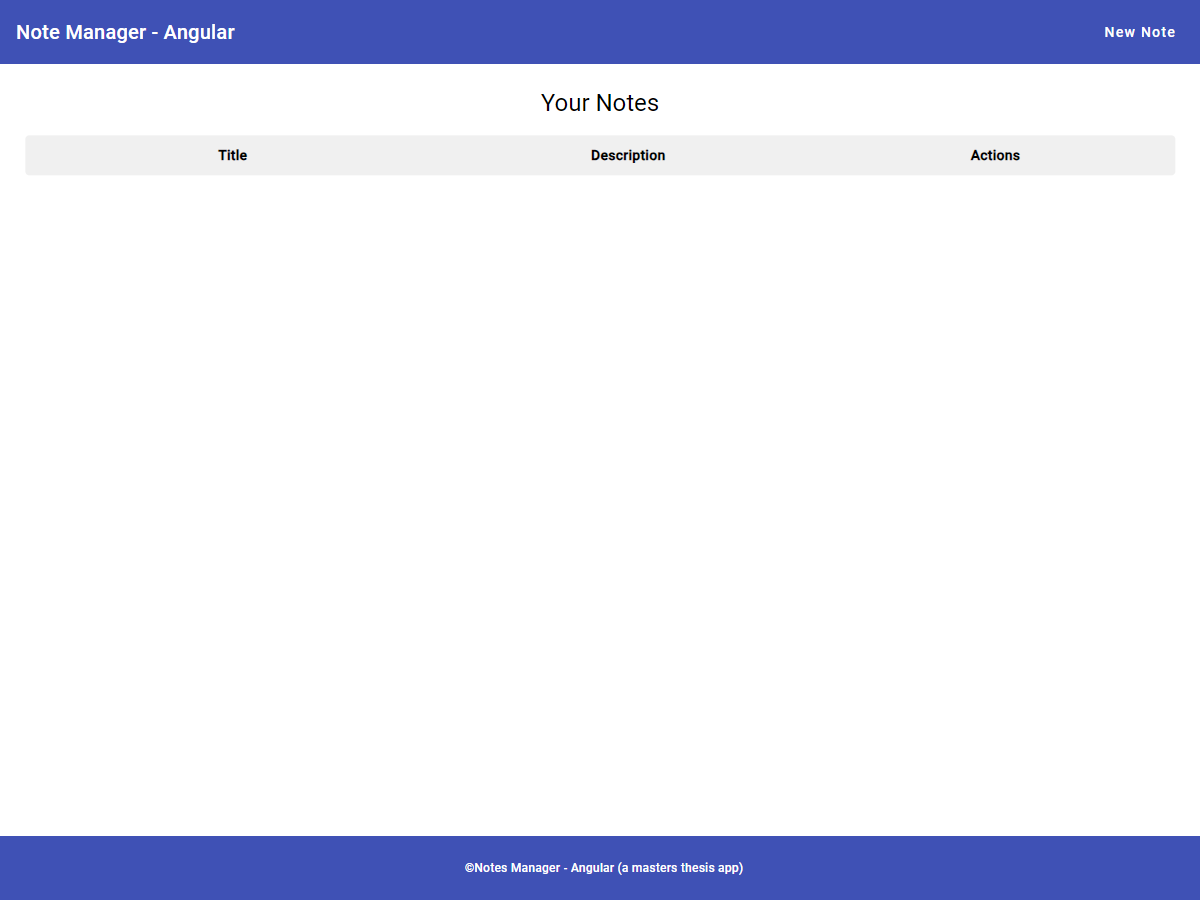 Note Manager - Angular
New Note
Your Notes
Title Description Actions
©Notes Manager - Angular (a masters thesis app)